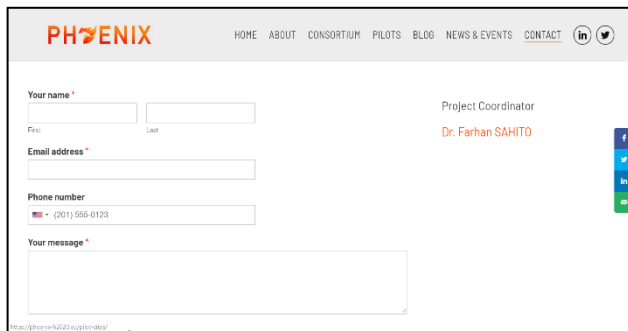 PHOENIX
HOME ABOUT CONSORTIUM PILOTS BLOG NEWS & EVENTS CONTACT
Your name *
First Last
Email address *
Phone number
(201) 555-0123
Your message *
Project Coordinator
Dr. Farhan SAHITO
https://phoenix-h2020.eu/pilot-sites/